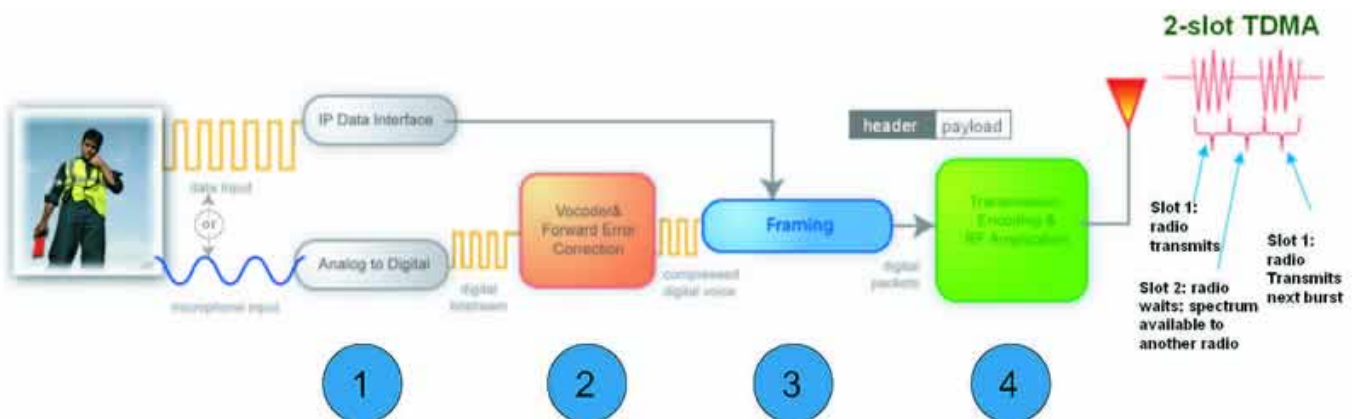 2-slot TDMA
IP Data Interface
header
payload
data input
or
microphone input
Analog to Digital
digital
bitstream
Vocoder&
Forward Error
Correction
compressed
digital voice
Framing
digital
packets
Transmission
Encoding &
RF Amplification
Slot 1:
radio
transmits
Slot 2: radio
waits: spectrum
available to
another radio
Slot 1:
radio
Transmits
next burst
1
2
3
4